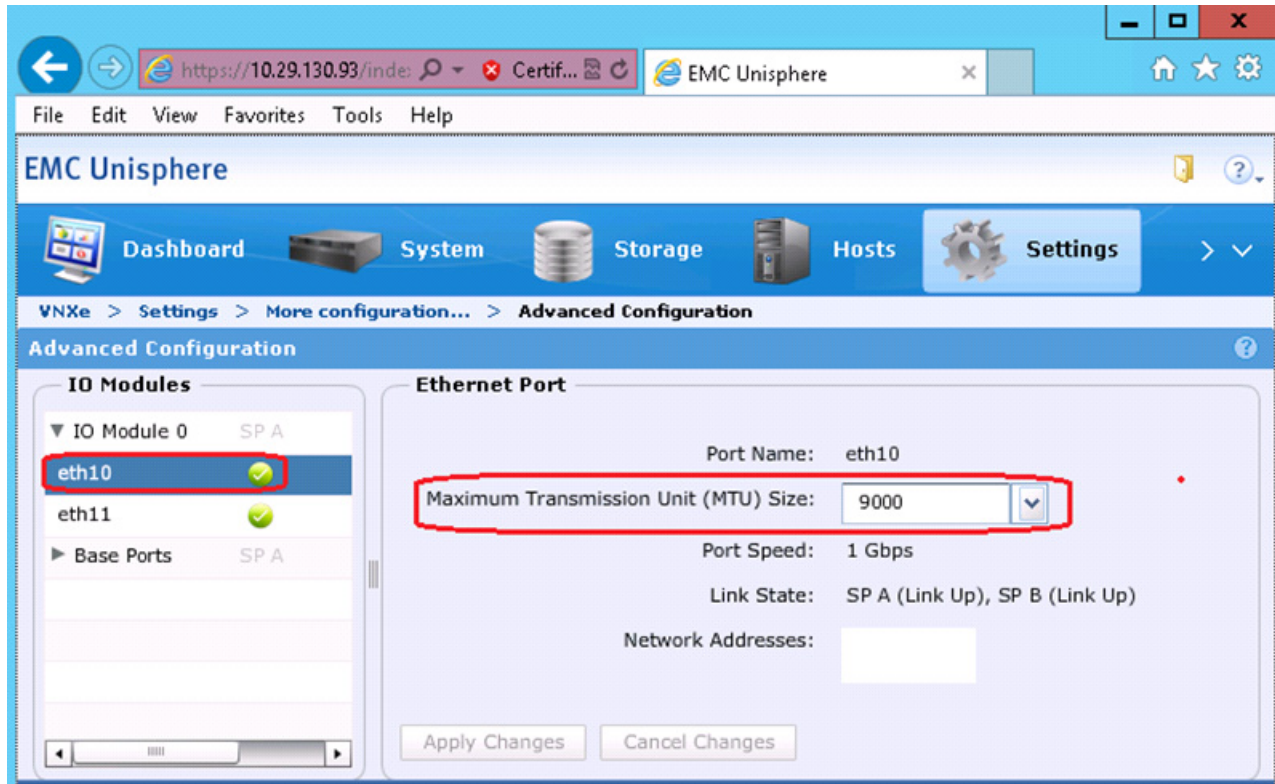 https://10.29.130.93/inde: Certif... EMC Unisphere
File Edit View Favorites Tools Help
EMC Unisphere
Dashboard System Storage Hosts Settings
VNXe > Settings > More configuration... > Advanced Configuration
Advanced Configuration
IO Modules
IO Module 0 SP A
eth10
eth11
Base Ports SP A
Ethernet Port
Port Name: eth10
Maximum Transmission Unit (MTU) Size: 9000
Port Speed: 1 Gbps
Link State: SP A (Link Up), SP B (Link Up)
Network Addresses:
Apply Changes Cancel Changes